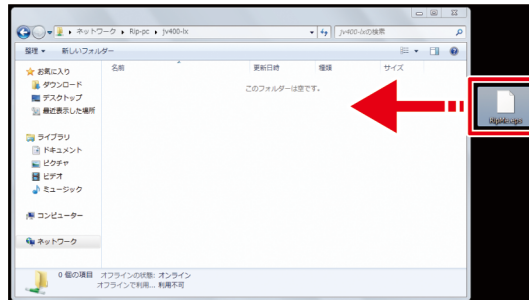 ネットワーク ▸ Rip-pc ▸ jv400-lx
jv400-lxの検索
整理 ▼ 新しいフォルダー
名前 更新日時 種類 サイズ
このフォルダーは空です。
お気に入り
ダウンロード
デスクトップ
最近表示した場所
ライブラリ
ドキュメント
ピクチャ
ビデオ
ミュージック
コンピューター
ネットワーク
RipMe.eps
0 個の項目 オフラインの状態: オンライン
オフラインで利用... 利用不可